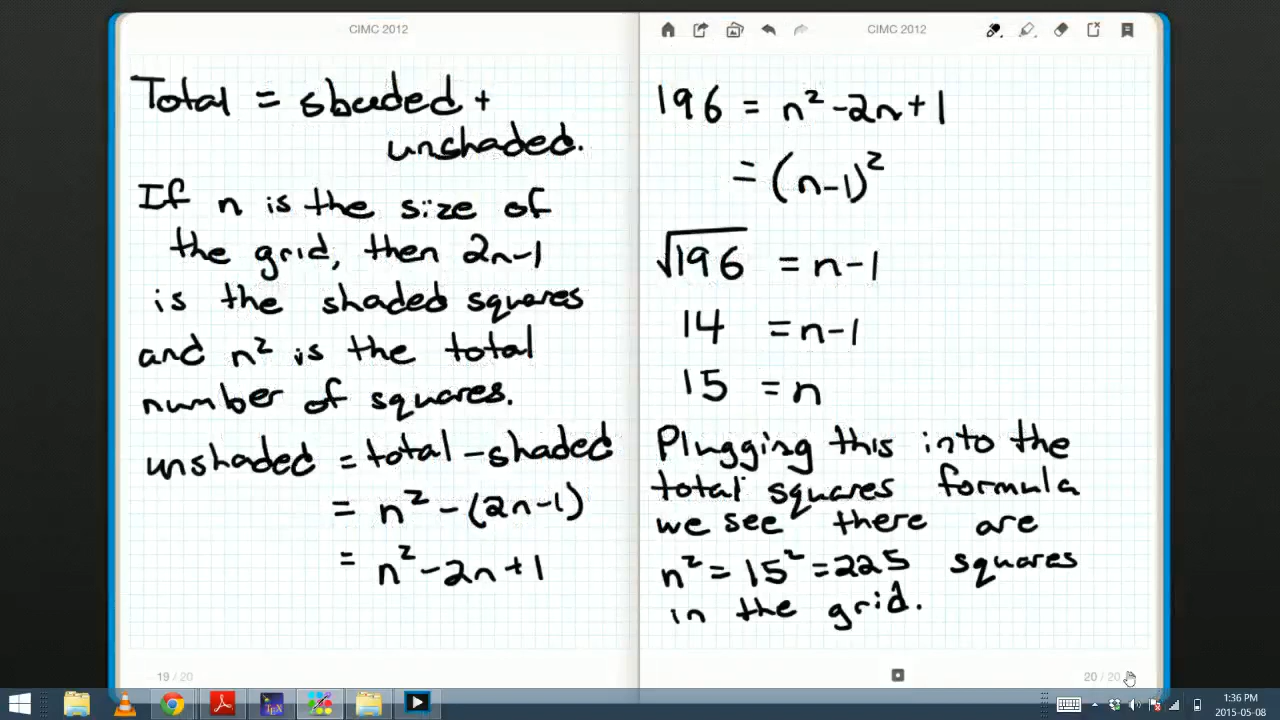 CIMC 2012
Total = shaded +
unshaded.
If n is the size of
the grid, then 2n-1
is the shaded squares
and n² is the total
number of squares.
unshaded = total - shaded
= n² - (2n-1)
= n² - 2n + 1
19 / 20
CIMC 2012
196 = n² - 2n + 1
= (n-1)²
√196 = n-1
14 = n-1
15 = n
Plugging this into the
total squares formula
we see there are
n² = 15² = 225 squares
in the grid.
20 / 20
1:36 PM
2015-05-08